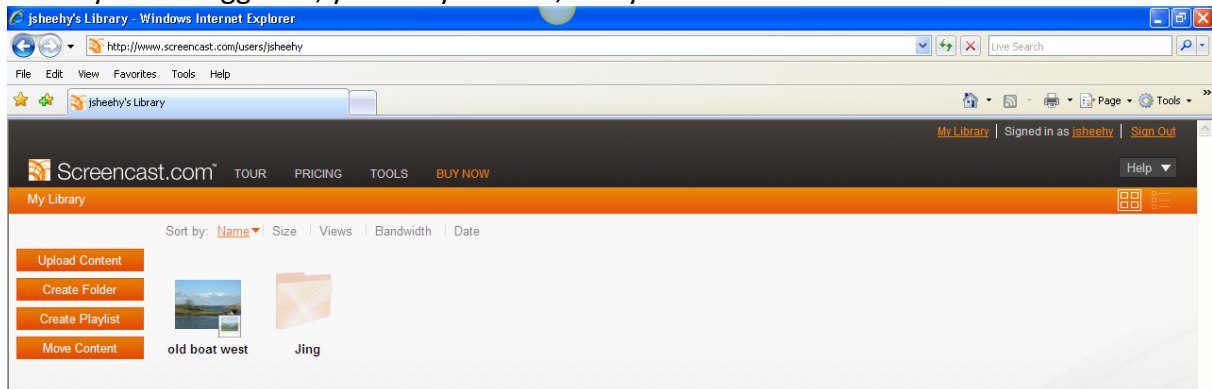 jsheehy's Library - Windows Internet Explorer
http://www.screencast.com/users/jsheehy
Live Search
File Edit View Favorites Tools Help
jsheehy's Library
Page Tools
My Library | Signed in as jsheehy | Sign Out
Screencast.com™ TOUR PRICING TOOLS BUY NOW
Help
My Library
Sort by: Name | Size | Views | Bandwidth | Date
Upload Content
Create Folder
Create Playlist
Move Content
old boat west
Jing